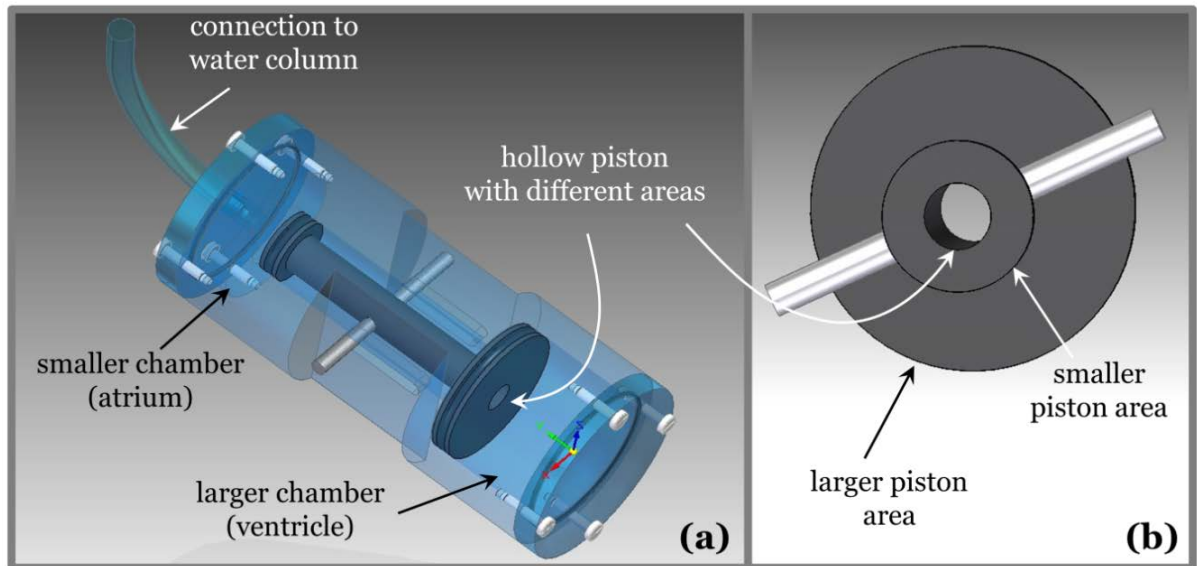 connection to
water column
hollow piston
with different areas
smaller chamber
(atrium)
larger chamber
(ventricle)
(a)
smaller
piston area
larger piston
area
(b)